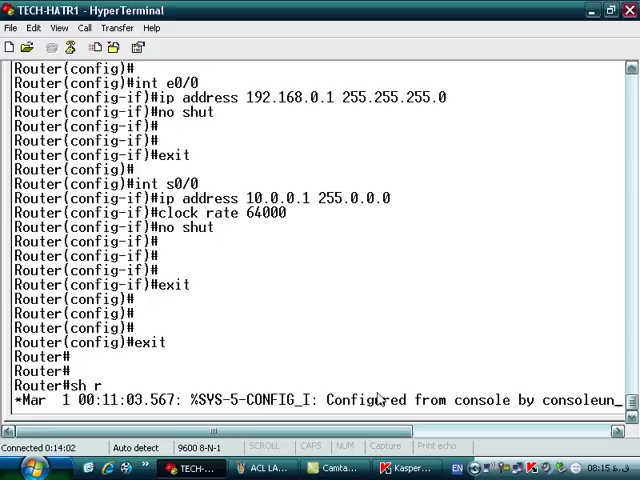 TECH-HATR1 - HyperTerminal
File Edit View Call Transfer Help
Router(config)#
Router(config)#int e0/0
Router(config-if)#ip address 192.168.0.1 255.255.255.0
Router(config-if)#no shut
Router(config-if)#
Router(config-if)#
Router(config-if)#exit
Router(config)#
Router(config)#int s0/0
Router(config-if)#ip address 10.0.0.1 255.0.0.0
Router(config-if)#clock rate 64000
Router(config-if)#no shut
Router(config-if)#
Router(config-if)#
Router(config-if)#
Router(config-if)#exit
Router(config)#
Router(config)#
Router(config)#
Router(config)#exit
Router#
Router#
Router#sh r
*Mar  1 00:11:03.567: %SYS-5-CONFIG_I: Configured from console by consoleun_
Connected 0:14:02 Auto detect 9600 8-N-1 SCROLL CAPS NUM Capture Print echo
TECH-... ACL LA... Camta... Kasper... EN 08:15 ق